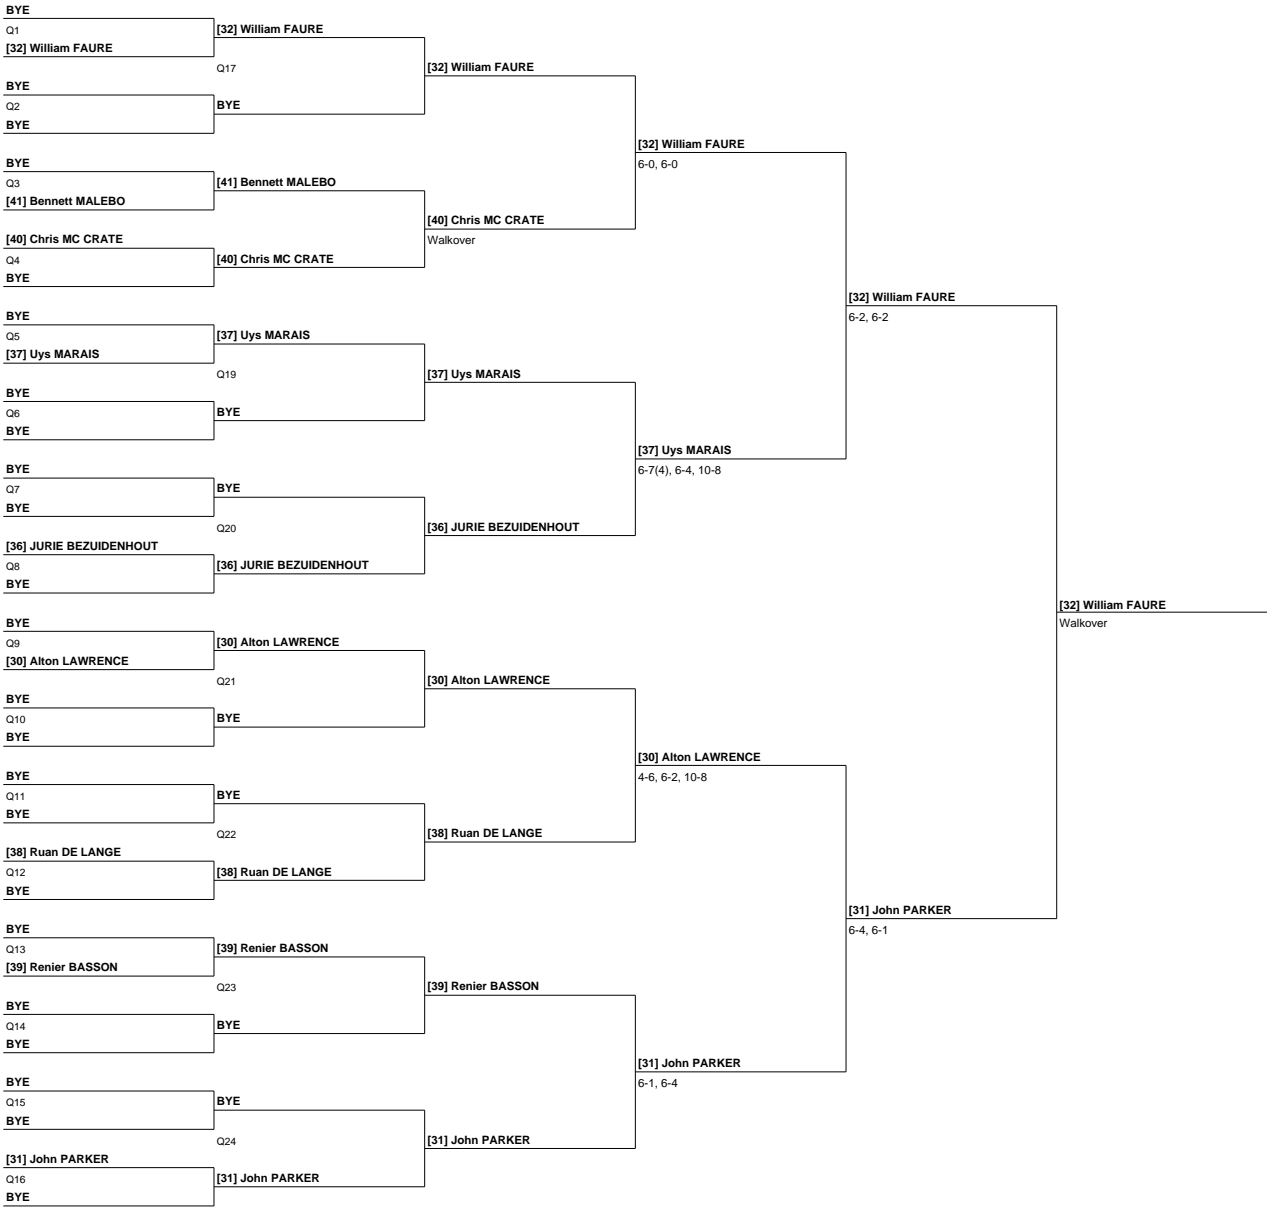 BYE
Q1
[32] William FAURE
BYE
Q2
BYE
BYE
Q3
[41] Bennett MALEBO
[40] Chris MC CRATE
Q4
BYE
BYE
Q5
[37] Uys MARAIS
BYE
Q6
BYE
BYE
Q7
BYE
[36] JURIE BEZUIDENHOUT
Q8
BYE
BYE
Q9
[30] Alton LAWRENCE
BYE
Q10
BYE
BYE
Q11
BYE
[38] Ruan DE LANGE
Q12
BYE
BYE
Q13
[39] Renier BASSON
BYE
Q14
BYE
BYE
Q15
BYE
[31] John PARKER
Q16
BYE
[32] William FAURE
Q17
BYE
[41] Bennett MALEBO
[40] Chris MC CRATE
[37] Uys MARAIS
Q19
BYE
BYE
Q20
[36] JURIE BEZUIDENHOUT
[30] Alton LAWRENCE
Q21
BYE
BYE
Q22
[38] Ruan DE LANGE
[39] Renier BASSON
Q23
BYE
BYE
Q24
[31] John PARKER
[32] William FAURE
[40] Chris MC CRATE
Walkover
[37] Uys MARAIS
[36] JURIE BEZUIDENHOUT
[30] Alton LAWRENCE
[38] Ruan DE LANGE
[39] Renier BASSON
[31] John PARKER
[32] William FAURE
6-0, 6-0
[37] Uys MARAIS
6-7(4), 6-4, 10-8
[30] Alton LAWRENCE
4-6, 6-2, 10-8
[31] John PARKER
6-1, 6-4
[32] William FAURE
6-2, 6-2
[31] John PARKER
6-4, 6-1
[32] William FAURE
Walkover